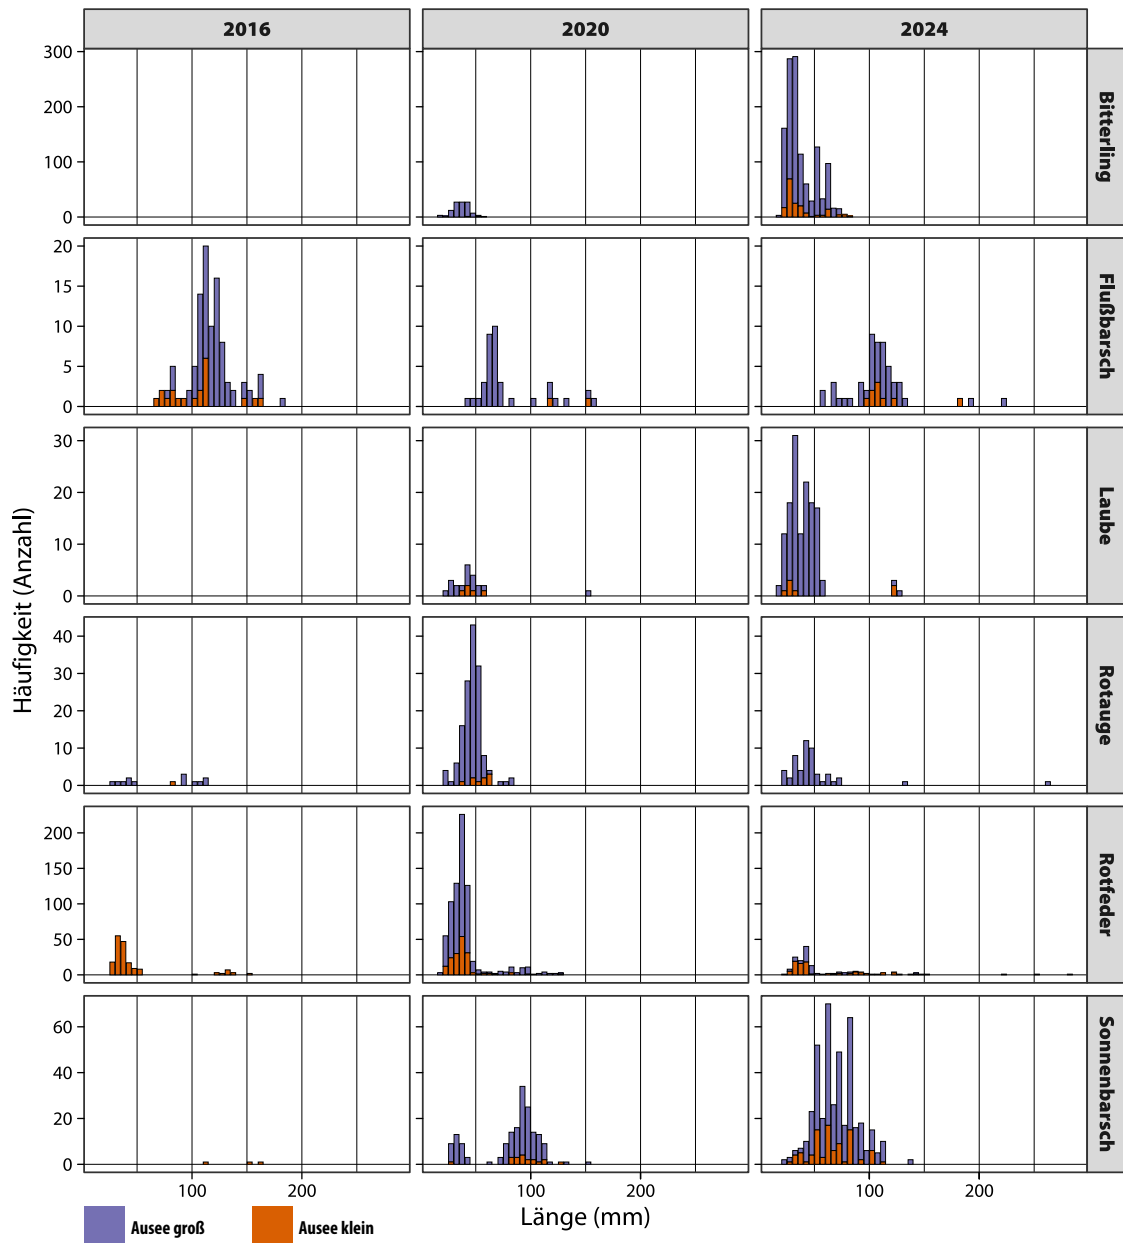 2016 2020 2024
300
200
100
0
Bitterling
20
15
10
5
0
Flußbarsch
30
20
10
0
Laube
40
30
20
10
0
Rotauge
200
150
100
50
0
Rotfeder
60
40
20
0
Sonnenbarsch
Häufigkeit (Anzahl)
100 200 100 200 100 200
Länge (mm)
Ausee groß Ausee klein